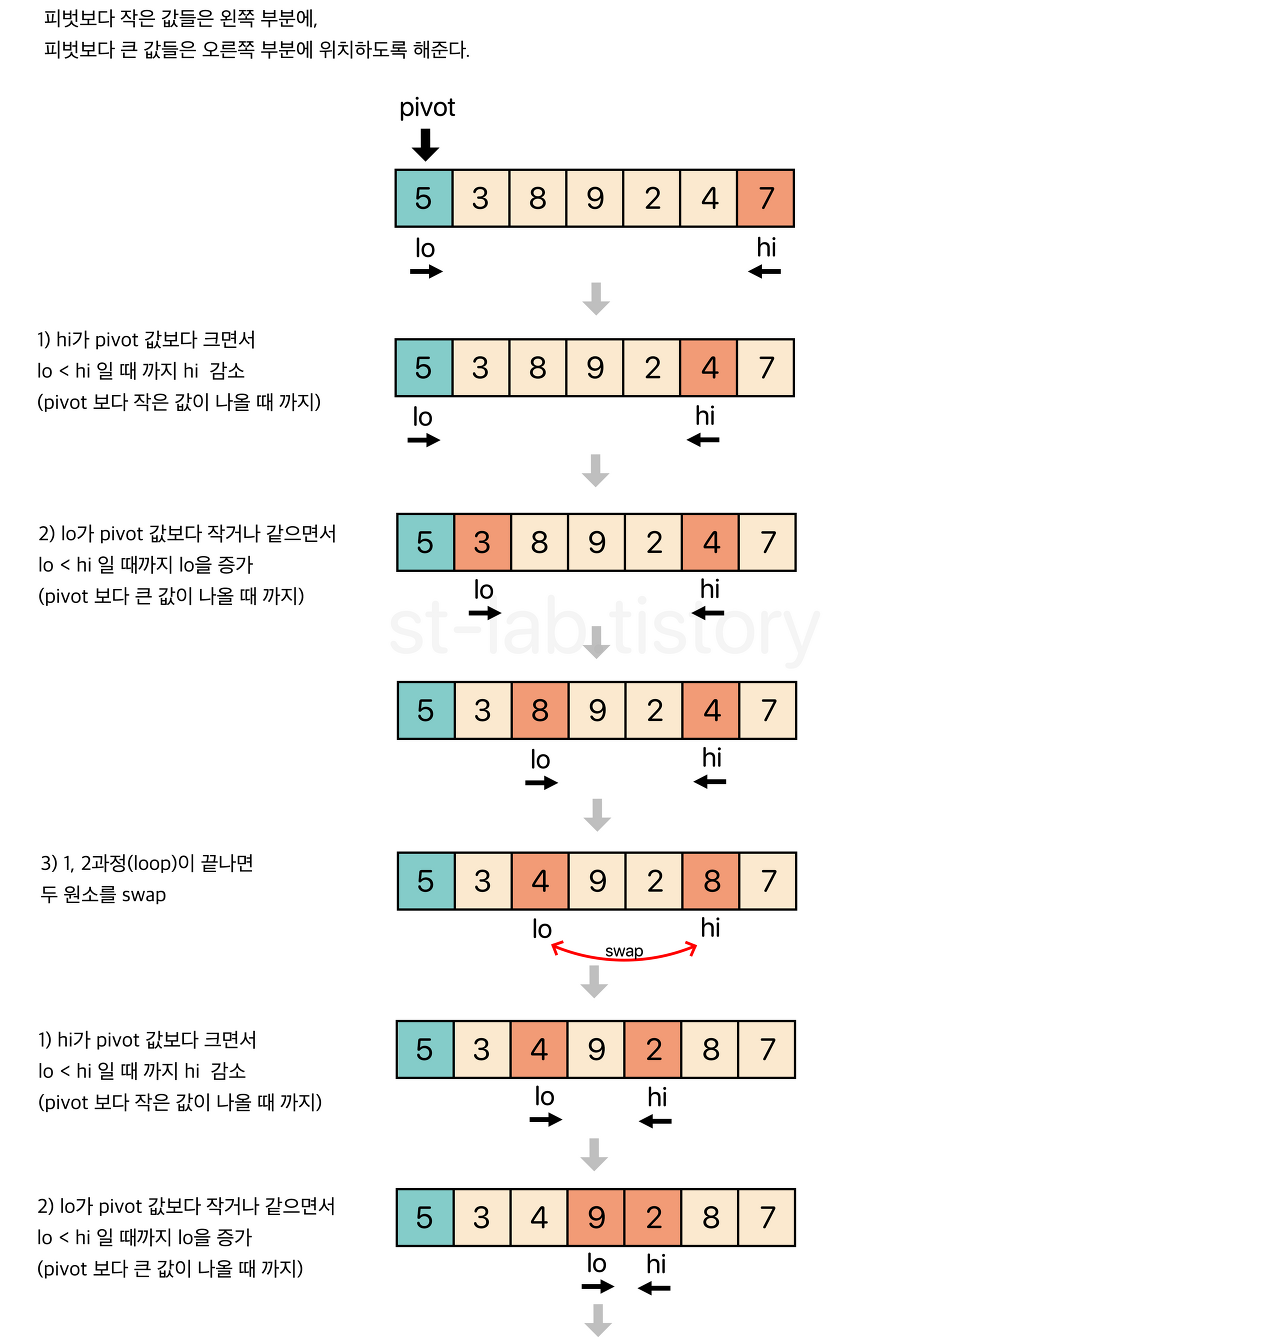 피벗보다 작은 값들은 왼쪽 부분에,
피벗보다 큰 값들은 오른쪽 부분에 위치하도록 해준다.
pivot
5 3 8 9 2 4 7
lo hi
1) hi가 pivot 값보다 크면서
lo < hi 일 때 까지 hi 감소
(pivot 보다 작은 값이 나올 때 까지)
5 3 8 9 2 4 7
lo hi
2) lo가 pivot 값보다 작거나 같으면서
lo < hi 일 때까지 lo을 증가
(pivot 보다 큰 값이 나올 때 까지)
5 3 8 9 2 4 7
lo hi
st-lab.tistory
5 3 8 9 2 4 7
lo hi
3) 1, 2과정(loop)이 끝나면
두 원소를 swap
5 3 4 9 2 8 7
lo hi
swap
1) hi가 pivot 값보다 크면서
lo < hi 일 때 까지 hi 감소
(pivot 보다 작은 값이 나올 때 까지)
5 3 4 9 2 8 7
lo hi
2) lo가 pivot 값보다 작거나 같으면서
lo < hi 일 때까지 lo을 증가
(pivot 보다 큰 값이 나올 때 까지)
5 3 4 9 2 8 7
lo hi